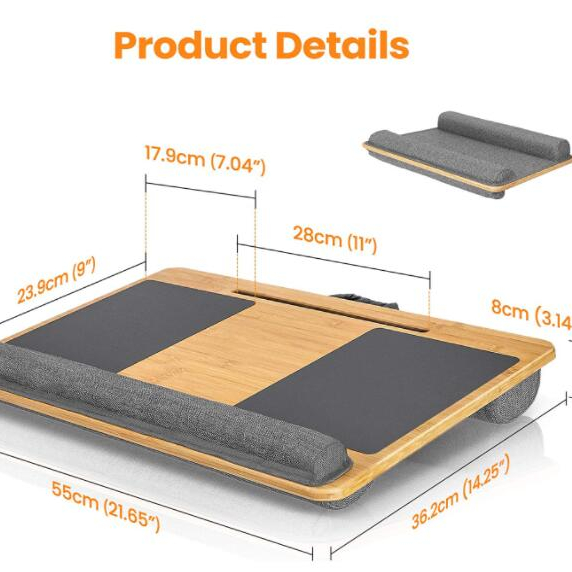 Product Details
17.9cm (7.04”)
28cm (11”)
23.9cm (9”)
8cm (3.14
55cm (21.65”)
36.2cm (14.25”)